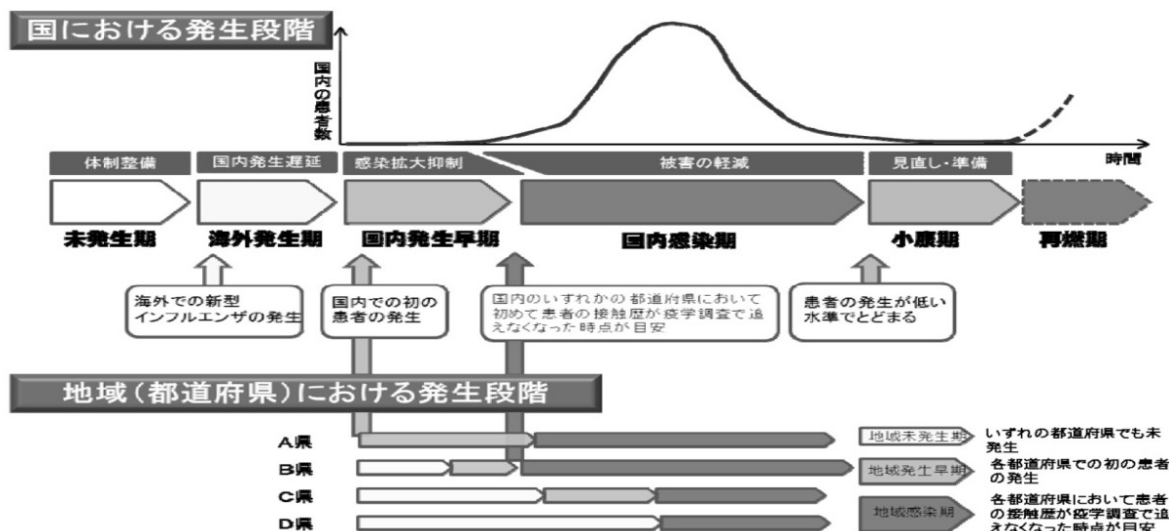 国における発生段階
国内の患者数
時間
体制整備
国内発生遅延
感染拡大抑制
被害の軽減
見直し・準備
未発生期
海外発生期
国内発生早期
国内感染期
小康期
再燃期
海外での新型
インフルエンザの発生
国内での初の
患者の発生
国内のいずれかの都道府県において
初めて患者の接触歴が疫学調査で追
えなくなった時点が目安
患者の発生が低い
水準でとどまる
地域(都道府県)における発生段階
A県
B県
C県
D県
地域未発生期
いずれの都道府県でも未
発生
地域発生早期
各都道府県での初の患者
の発生
地域感染期
各都道府県において患者
の接触歴が疫学調査で追
えなくなった時点が目安